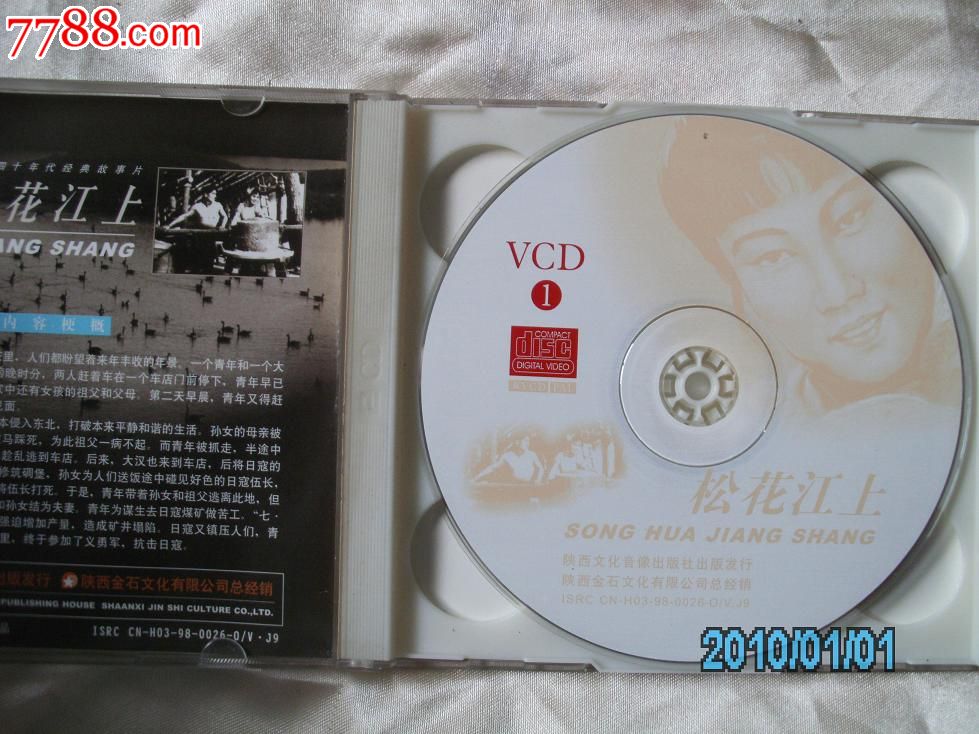 7788.com
四十年代经典故事片
花江上
ANG SHANG
内容梗概
里，人们都盼望着来年丰收的年景。一个青年和一个大
傍晚时分，两人赶着车在一个车店门前停下，青年早已
中还有女孩的祖父和父母。第二天早晨，青年又得赶
见面。
本侵入东北，打破本来平静和谐的生活。孙女的母亲被
马踩死，为此祖父一病不起。而青年被抓走，半途中
趁乱逃到车店。后来，大汉也来到车店，后将日寇的
修筑碉堡，孙女为人们送饭途中碰见好色的日寇伍长，
将伍长打死。于是，青年带着孙女和祖父逃离此地，但
和孙女结为夫妻。青年为谋生去日寇煤矿做苦工。“七·
强迫增加产量，造成矿井塌陷。日寇又镇压人们，青
里，终于参加了义勇军，抗击日寇。
出版发行 陕西金石文化有限公司总经销
PUBLISHING HOUSE SHAANXI JIN SHI CULTURE CO.,LTD.
品 ISRC CN-H03-98-0026-0/V·J9
VCD
1
COMPACT
disc
DIGITAL VIDEO
PAL
松花江上
SONG HUA JIANG SHANG
陕西文化音像出版社出版发行
陕西金石文化有限公司总经销
ISRC CN-H03-98-0026-O/V.J9
2010/01/01